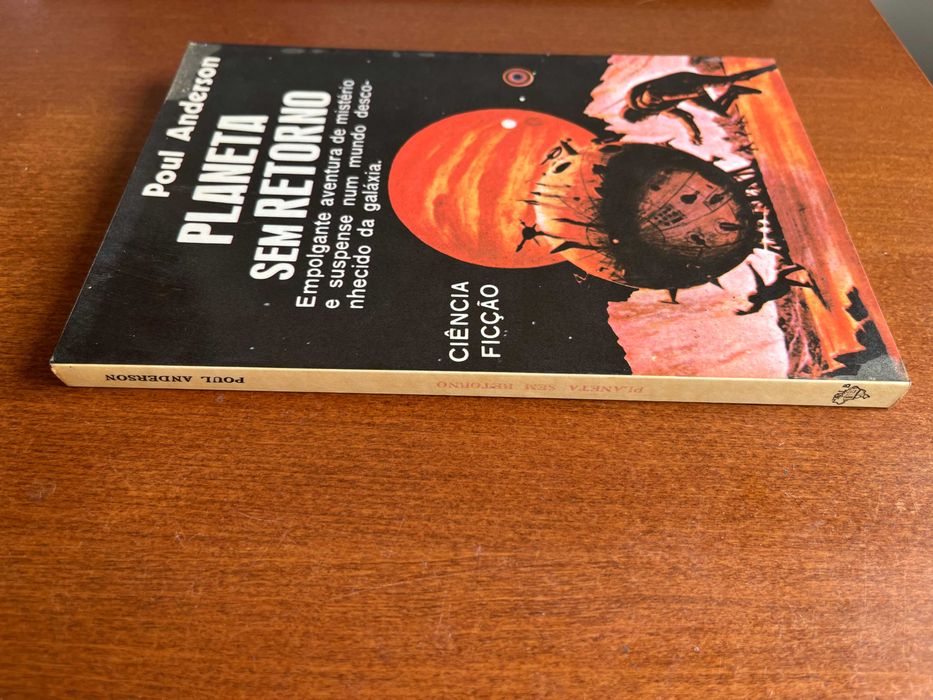 Poul Anderson
PLANETA
SEM RETORNO
Empolgante aventura de mistério
e suspense num mundo desco-
nhecido da galáxia.
CIÊNCIA
FICÇÃO
POUL ANDERSON
PLANETA SEM RETORNO